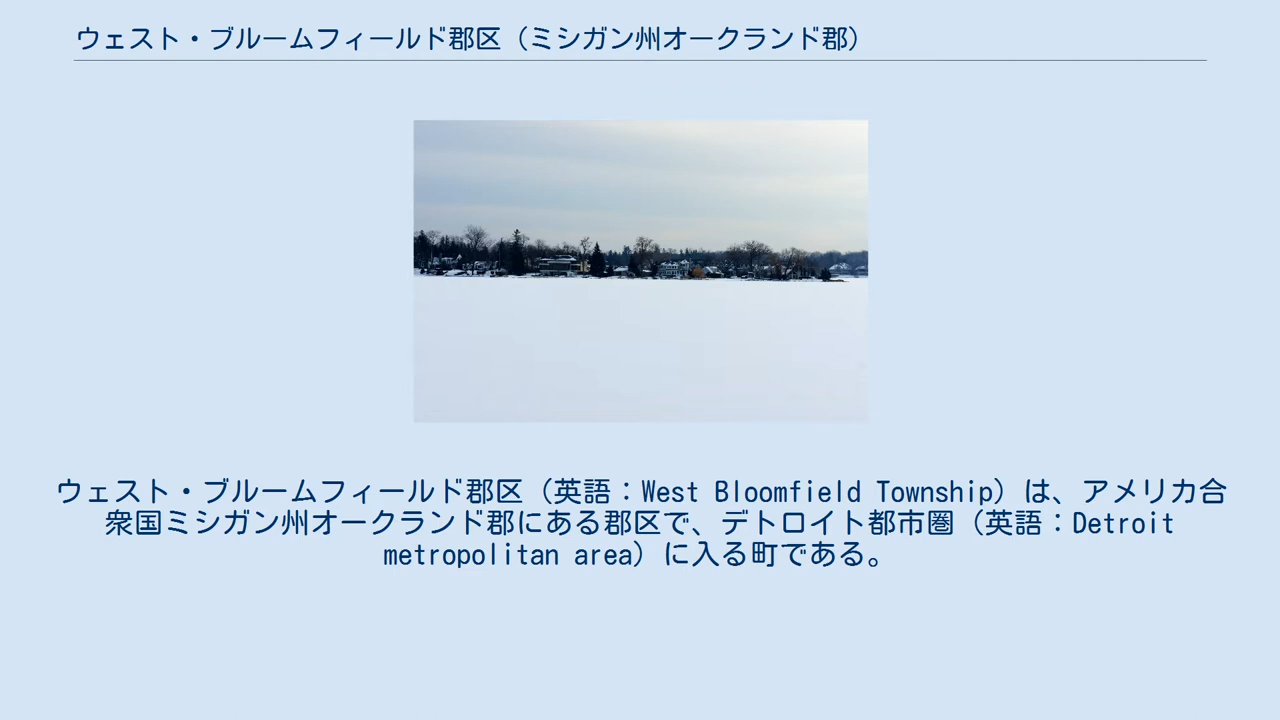 ウェスト・ブルームフィールド郡区（ミシガン州オークランド郡）
ウェスト・ブルームフィールド郡区（英語：West Bloomfield Township）は、アメリカ合
衆国ミシガン州オークランド郡にある郡区で、デトロイト都市圏（英語：Detroit
metropolitan area）に入る町である。